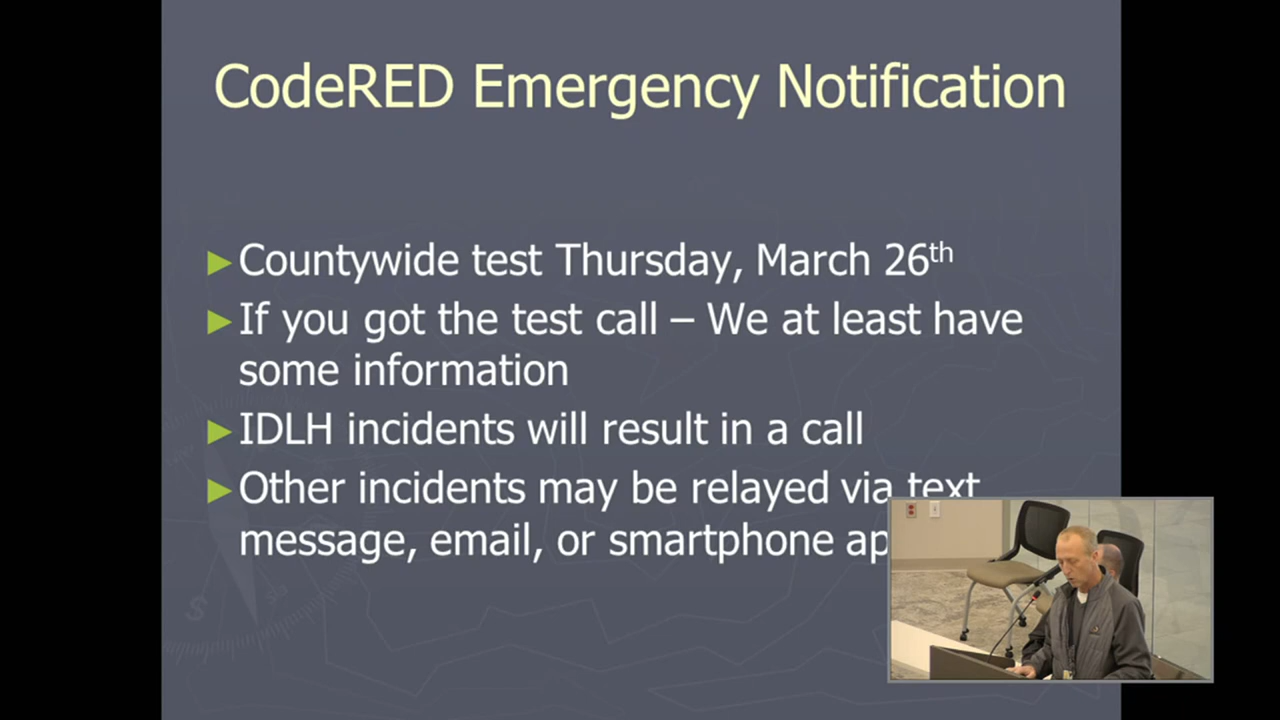 CodeRED Emergency Notification
Countywide test Thursday, March 26th
If you got the test call – We at least have
some information
IDLH incidents will result in a call
Other incidents may be relayed via text
message, email, or smartphone